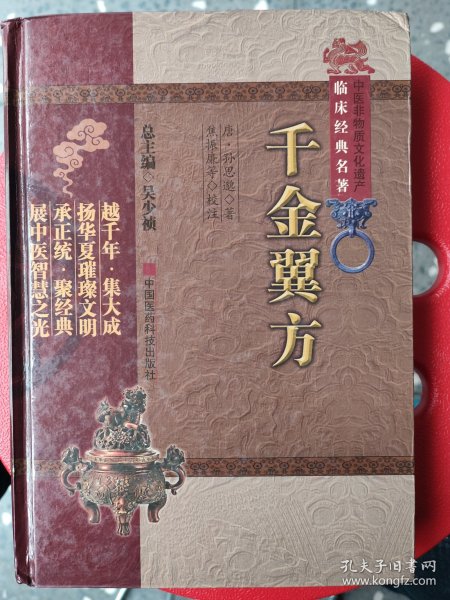 中医非物质文化遗产
临床经典名著
千金翼方
唐·孙思邈◇著
焦振廉等◇校注
总主编◇吴少祯
中国医药科技出版社
越千年·集大成
扬华夏璀璨文明
承正统·聚经典
展中医智慧之光
孔夫子旧书网
www.kongfz.com